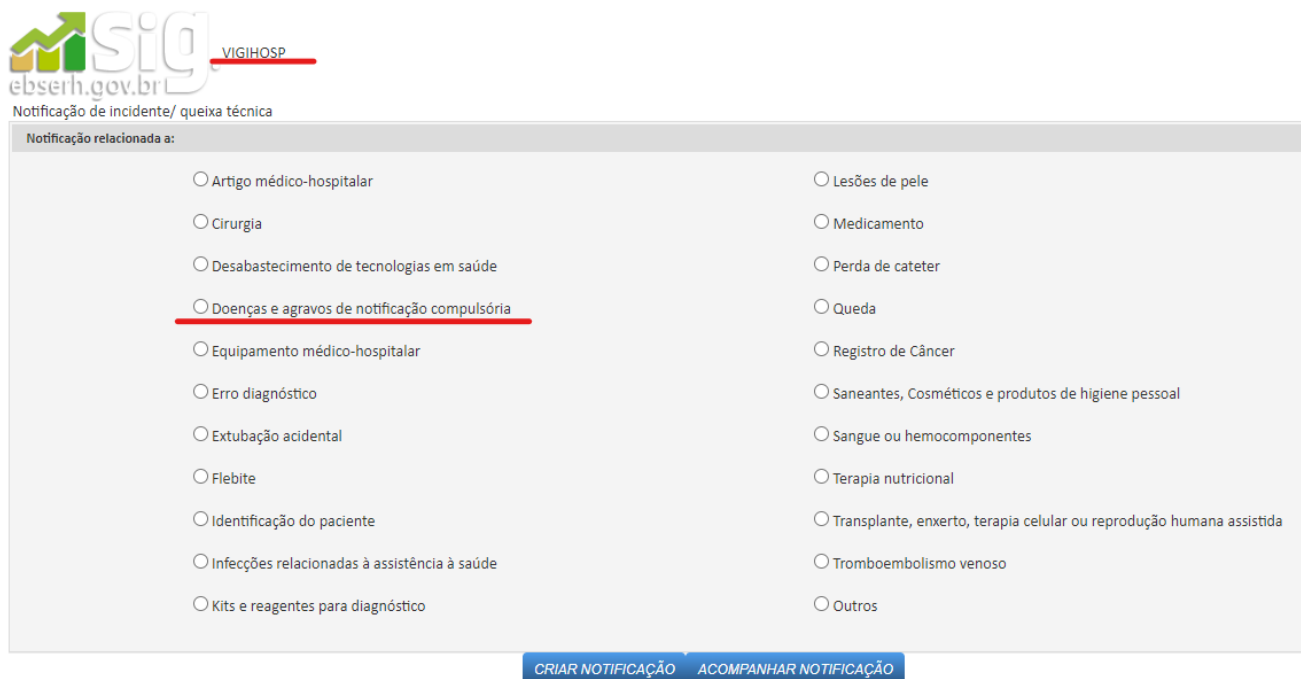 Sig.
VIGIHOSP
ebserh.gov.br
Notificação de incidente/ queixa técnica
Notificação relacionada a:
Artigo médico-hospitalar
Lesões de pele
Cirurgia
Medicamento
Desabastecimento de tecnologias em saúde
Perda de cateter
Doenças e agravos de notificação compulsória
Queda
Equipamento médico-hospitalar
Registro de Câncer
Erro diagnóstico
Saneantes, Cosméticos e produtos de higiene pessoal
Extubação acidental
Sangue ou hemocomponentes
Flebite
Terapia nutricional
Identificação do paciente
Transplante, enxerto, terapia celular ou reprodução humana assistida
Infecções relacionadas à assistência à saúde
Tromboembolismo venoso
Kits e reagentes para diagnóstico
Outros
CRIAR NOTIFICAÇÃO
ACOMPANHAR NOTIFICAÇÃO